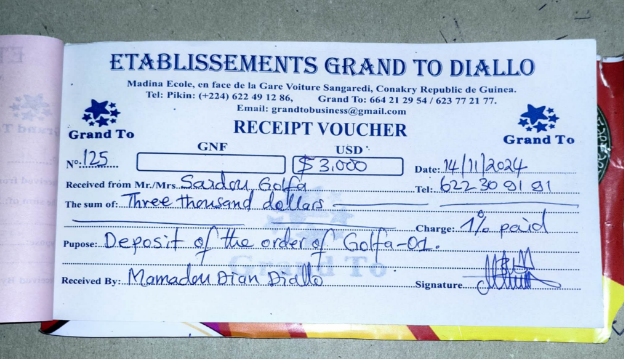 ETABLISSEMENTS GRAND TO DIALLO
Madina Ecole, en face de la Gare Voiture Sangaredi, Conakry Republic de Guinea.
Tel: Pikin: (+224) 622 49 12 86, Grand To: 664 21 29 54 / 623 77 21 77.
Email: grandtobusiness@gmail.com
Grand To
RECEIPT VOUCHER
Grand To
GNF USD
No: 125 $3,000 Date: 14/11/2024
Received from Mr./Mrs. Saidou Golfa Tel: 622 30 91 91
The sum of: Three thousand dollars
Charge: 1% paid
Pupose: Deposit of the order of Golfa-01.
Grand To
Received By: Mamadou Dian Diallo Signature